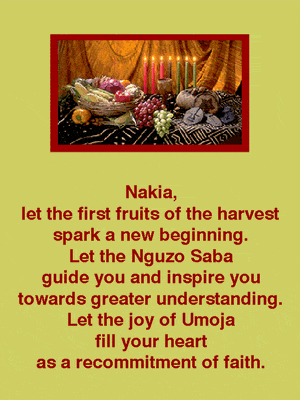 Nakia,
let the first fruits of the harvest
spark a new beginning.
Let the Nguzo Saba
guide you and inspire you
towards greater understanding.
Let the joy of Umoja
fill your heart
as a recommitment of faith.